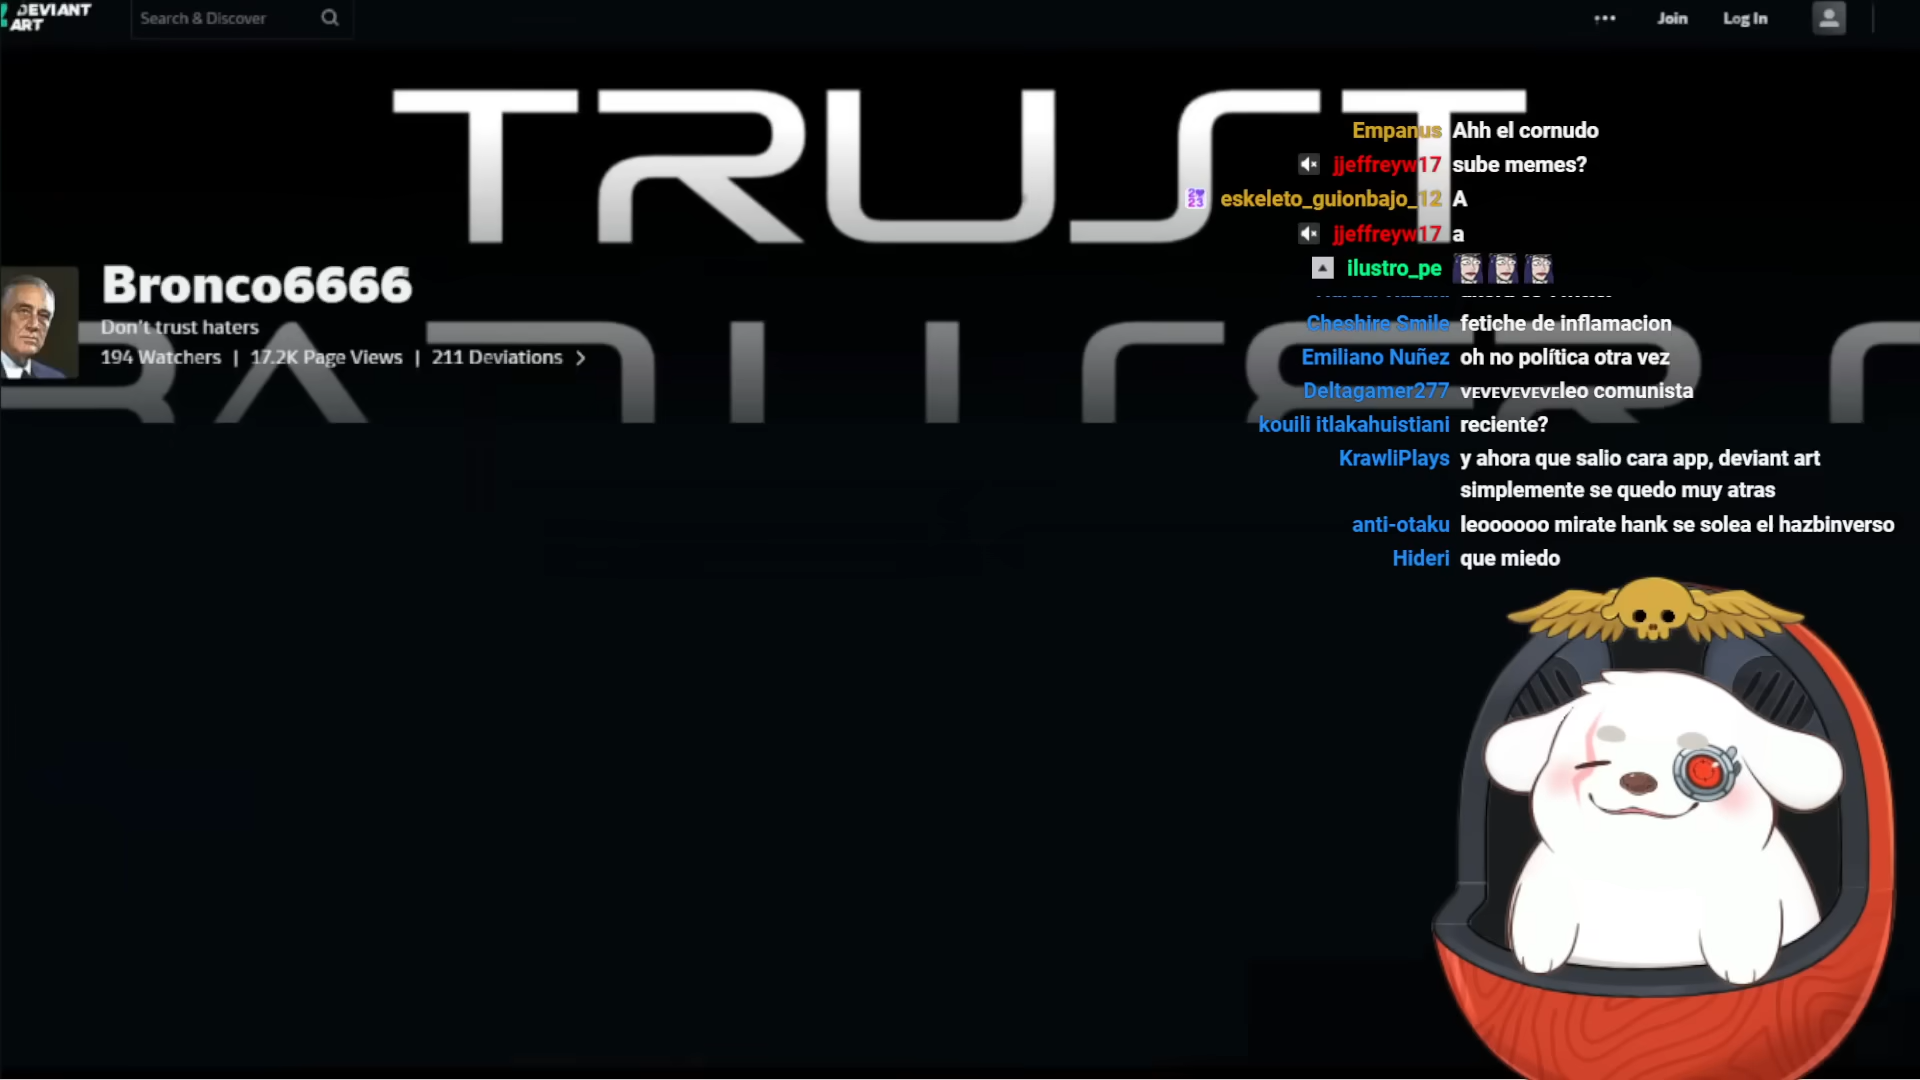 DEVIANT
ART
Search & Discover
Join
Log In
TRUST
Bronco6666
Don't trust haters
194 Watchers | 17.2K Page Views | 211 Deviations
Empanus Ahh el cornudo
jjeffreyw17 sube memes?
eskeleto_guionbajo_12 A
jjeffreyw17 a
ilustro_pe
Cheshire Smile fetiche de inflamacion
Emiliano Nuñez oh no política otra vez
Deltagamer277 vᴇvᴇvᴇvᴇvᴇleo comunista
kouili itlakahuistiani reciente?
KrawliPlays y ahora que salio cara app, deviant art
simplemente se quedo muy atras
anti-otaku leoooooo mirate hank se solea el hazbinverso
Hideri que miedo